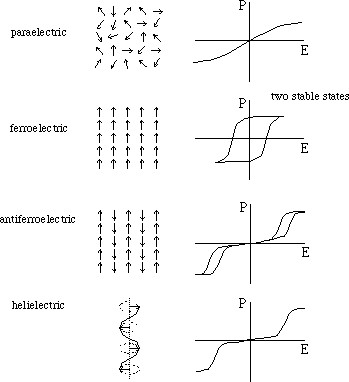 P
paraelectric
E
two stable states
P
ferroelectric
E
P
antiferroelectric
E
helielectric
P
E